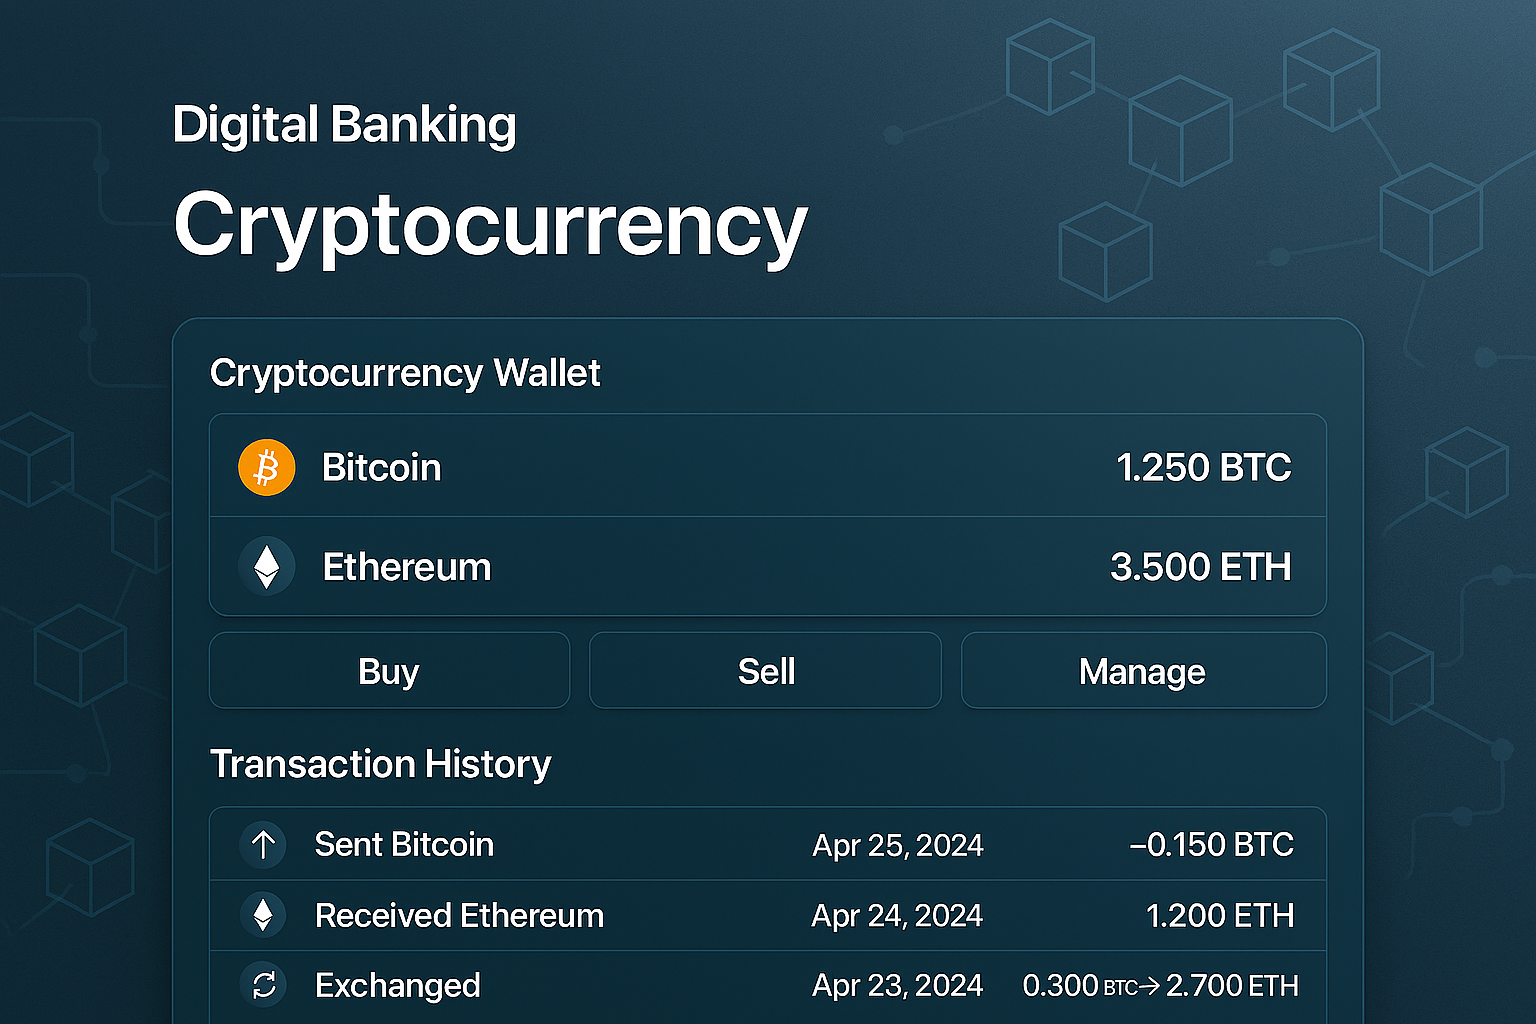 Digital Banking
Cryptocurrency
Cryptocurrency Wallet
Bitcoin 1.250 BTC
Ethereum 3.500 ETH
Buy Sell Manage
Transaction History
Sent Bitcoin Apr 25, 2024 −0.150 BTC
Received Ethereum Apr 24, 2024 1.200 ETH
Exchanged Apr 23, 2024 0.300 BTC→ 2.700 ETH